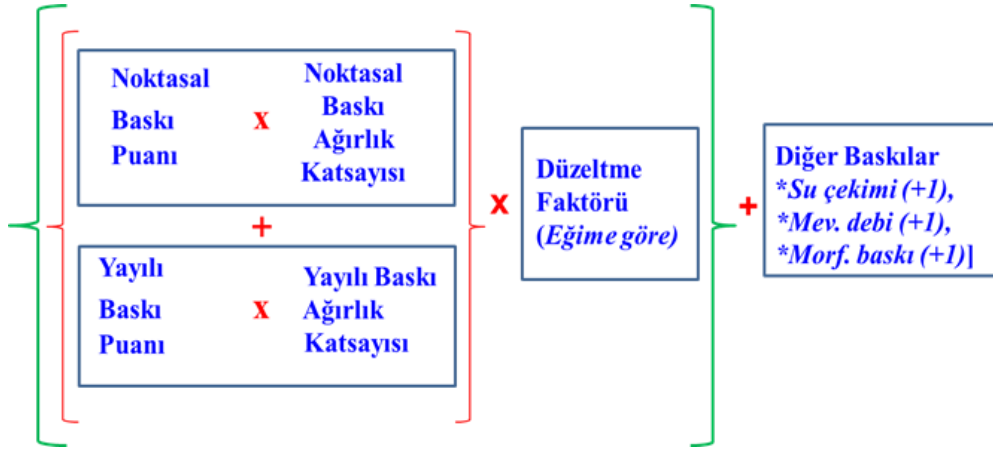 Noktasal
Baskı
Puanı
x
Noktasal
Baskı
Ağırlık
Katsayısı
+
Yayılı
Baskı
Puanı
x
Yayılı Baskı
Ağırlık
Katsayısı
x
Düzeltme
Faktörü
(Eğime göre)
+
Diğer Baskılar
*Su çekimi (+1),
*Mev. debi (+1),
*Morf. baskı (+1)]